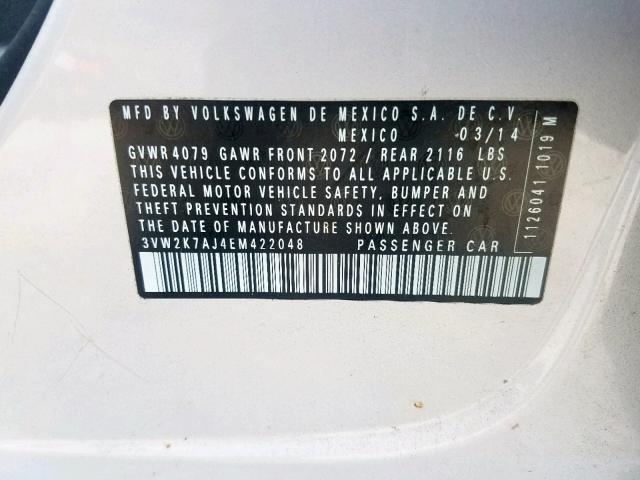 MFD BY VOLKSWAGEN DE MEXICO S.A. DE C.V.
MEXICO -03/14
GVWR 4079 GAWR FRONT 2072 / REAR 2116 LBS
THIS VEHICLE CONFORMS TO ALL APPLICABLE U.S.
FEDERAL MOTOR VEHICLE SAFETY, BUMPER AND
THEFT PREVENTION STANDARDS IN EFFECT ON
THE DATE OF MANUFACTURE SHOWN ABOVE.
3VW2K7AJ4EM422048 PASSENGER CAR
1126041 1019 M